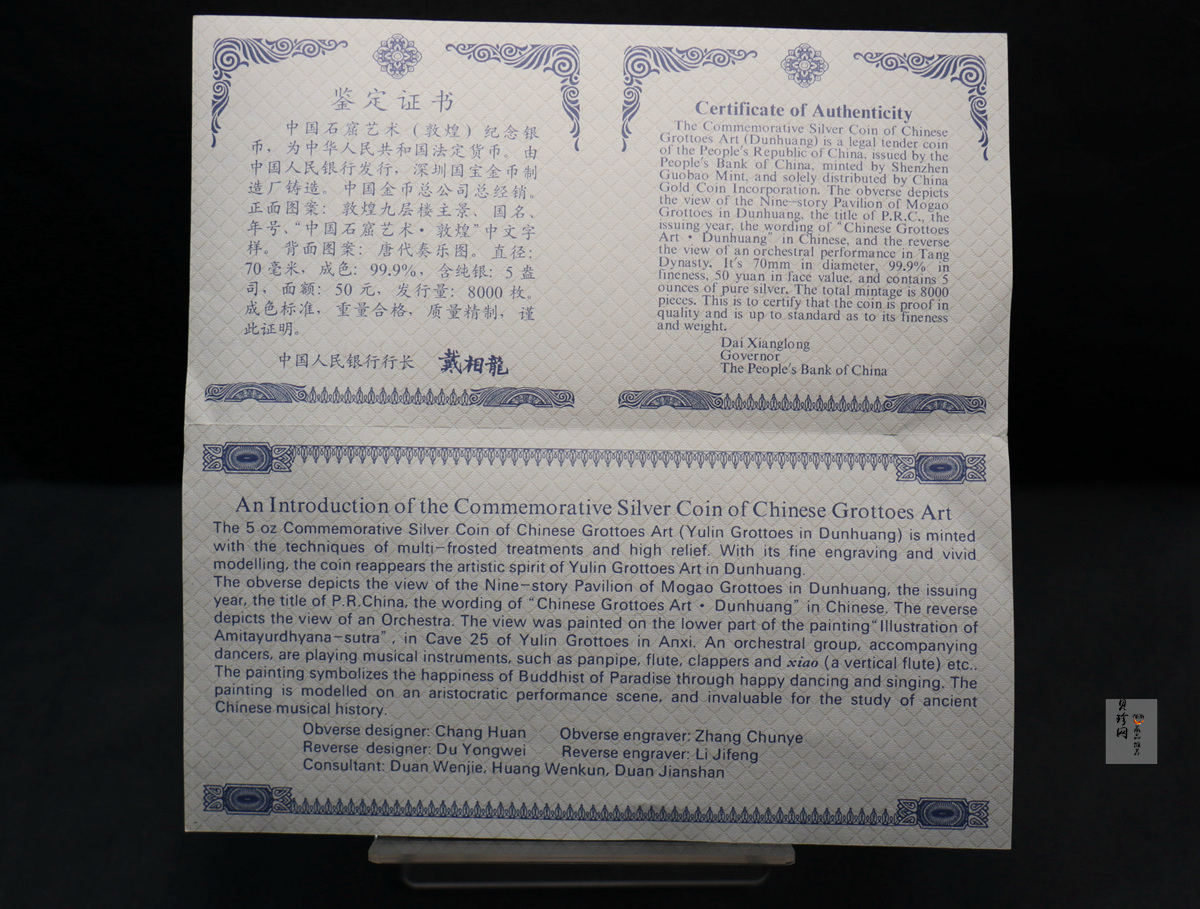 鉴定证书
中国石窟艺术（敦煌）纪念银
币，为中华人民共和国法定货币。由
中国人民银行发行，深圳国宝金币制
造厂铸造。中国金币总公司总经销。
正面图案：敦煌九层楼主景、国名、
年号、“中国石窟艺术·敦煌”中文字
样。背面图案：唐代奏乐图。直径：
70毫米，成色：99.9%，含纯银：5盎
司，面额：50元，发行量：8000枚。
成色标准，重量合格，质量精制，谨
此证明。
中国人民银行行长 戴相龍
Certificate of Authenticity
The Commemorative Silver Coin of Chinese
Grottoes Art (Dunhuang) is a legal tender coin
of the People's Republic of China, issued by the
People's Bank of China, minted by Shenzhen
Guobao Mint, and solely distributed by China
Gold Coin Incorporation. The obverse depicts
the view of the Nine-story Pavilion of Mogao
Grottoes in Dunhuang, the title of P.R.C., the
issuing year, the wording of "Chinese Grottoes
Art · Dunhuang" in Chinese, and the reverse
the view of an orchestral performance in Tang
Dynasty. It's 70mm in diameter, 99.9% in
fineness, 50 yuan in face value, and contains 5
ounces of pure silver. The total mintage is 8000
pieces. This is to certify that the coin is proof in
quality and is up to standard as to its fineness
and weight.
Dai Xianglong
Governor
The People's Bank of China
An Introduction of the Commemorative Silver Coin of Chinese Grottoes Art
The 5 oz Commemorative Silver Coin of Chinese Grottoes Art (Yulin Grottoes in Dunhuang) is minted
with the techniques of multi-frosted treatments and high relief. With its fine engraving and vivid
modelling, the coin reappears the artistic spirit of Yulin Grottoes Art in Dunhuang.
The obverse depicts the view of the Nine-story Pavilion of Mogao Grottoes in Dunhuang, the issuing
year, the title of P.R.China, the wording of "Chinese Grottoes Art · Dunhuang" in Chinese. The reverse
depicts the view of an Orchestra. The view was painted on the lower part of the painting "Illustration of
Amitayurdhyana-sutra", in Cave 25 of Yulin Grottoes in Anxi. An orchestral group, accompanying
dancers, are playing musical instruments, such as panpipe, flute, clappers and xiao (a vertical flute) etc..
The painting symbolizes the happiness of Buddhist of Paradise through happy dancing and singing. The
painting is modelled on an aristocratic performance scene, and invaluable for the study of ancient
Chinese musical history.
Obverse designer: Chang Huan Obverse engraver: Zhang Chunye
Reverse designer: Du Yongwei Reverse engraver: Li Jifeng
Consultant: Duan Wenjie, Huang Wenkun, Duan Jianshan
贝珍网